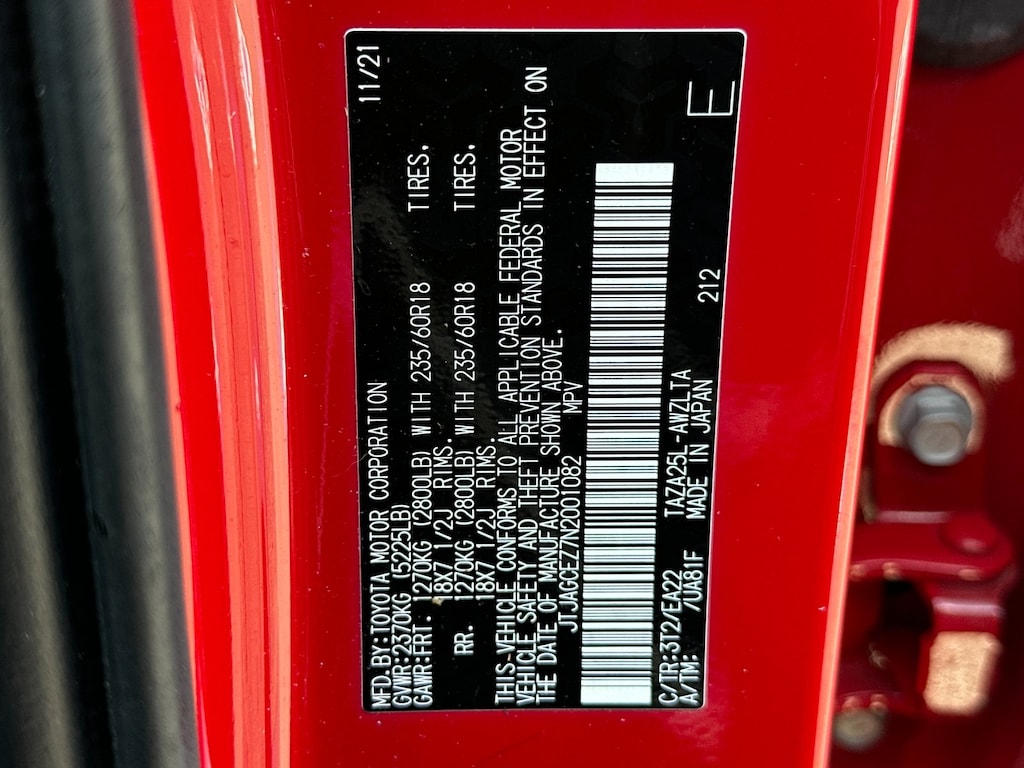 MFD.BY:TOYOTA MOTOR CORPORATION 11/21
GVWR:2370KG (5225LB)
GAWR:FRT. 1270KG (2800LB) WITH 235/60R18 TIRES.
18X7 1/2J RIMS.
RR. 1270KG (2800LB) WITH 235/60R18 TIRES.
18X7 1/2J RIMS.
THIS VEHICLE CONFORMS TO ALL APPLICABLE FEDERAL MOTOR
VEHICLE SAFETY AND THEFT PREVENTION STANDARDS IN EFFECT ON
THE DATE OF MANUFACTURE SHOWN ABOVE.
JTJAGCEZ7N2001082 MPV
C/TR:3T2/EA22 TAZA25L-AWZLTA
A/TM: /UA81F MADE IN JAPAN 212
E